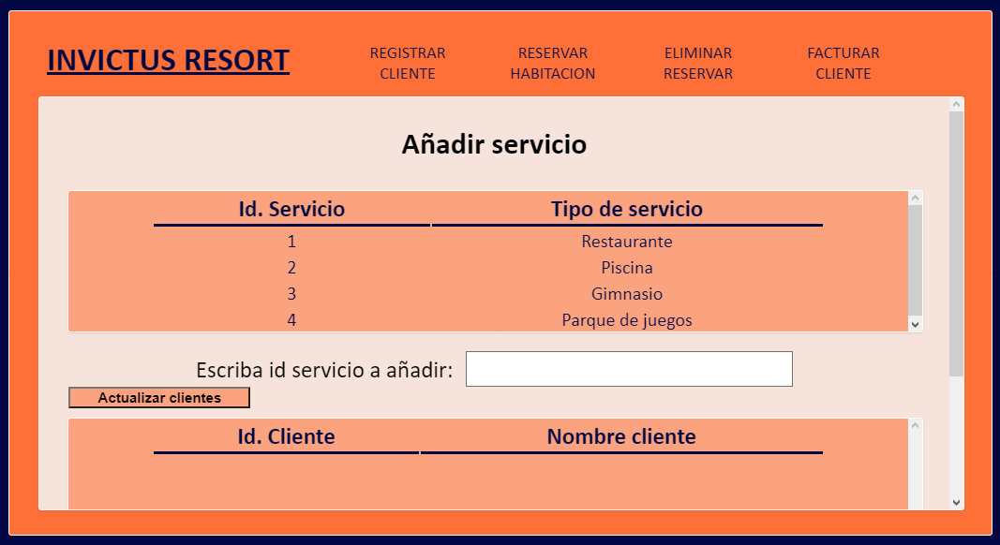 INVICTUS RESORT
REGISTRAR
CLIENTE
RESERVAR
HABITACION
ELIMINAR
RESERVAR
FACTURAR
CLIENTE
Añadir servicio
Id. Servicio Tipo de servicio
1 Restaurante
2 Piscina
3 Gimnasio
4 Parque de juegos
Escriba id servicio a añadir:
Actualizar clientes
Id. Cliente Nombre cliente